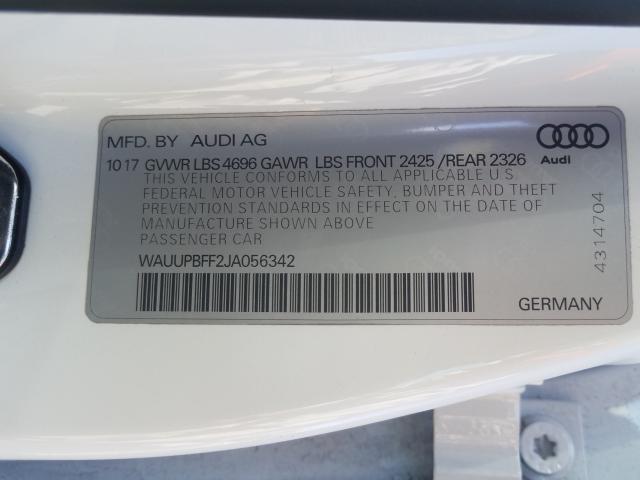 MFD. BY AUDI AG
10 17 GVWR LBS 4696 GAWR LBS FRONT 2425 /REAR 2326
Audi
THIS VEHICLE CONFORMS TO ALL APPLICABLE U.S.
FEDERAL MOTOR VEHICLE SAFETY, BUMPER AND THEFT
PREVENTION STANDARDS IN EFFECT ON THE DATE OF
MANUFACTURE SHOWN ABOVE
PASSENGER CAR
WAUUPBFF2JA056342
4314704
GERMANY